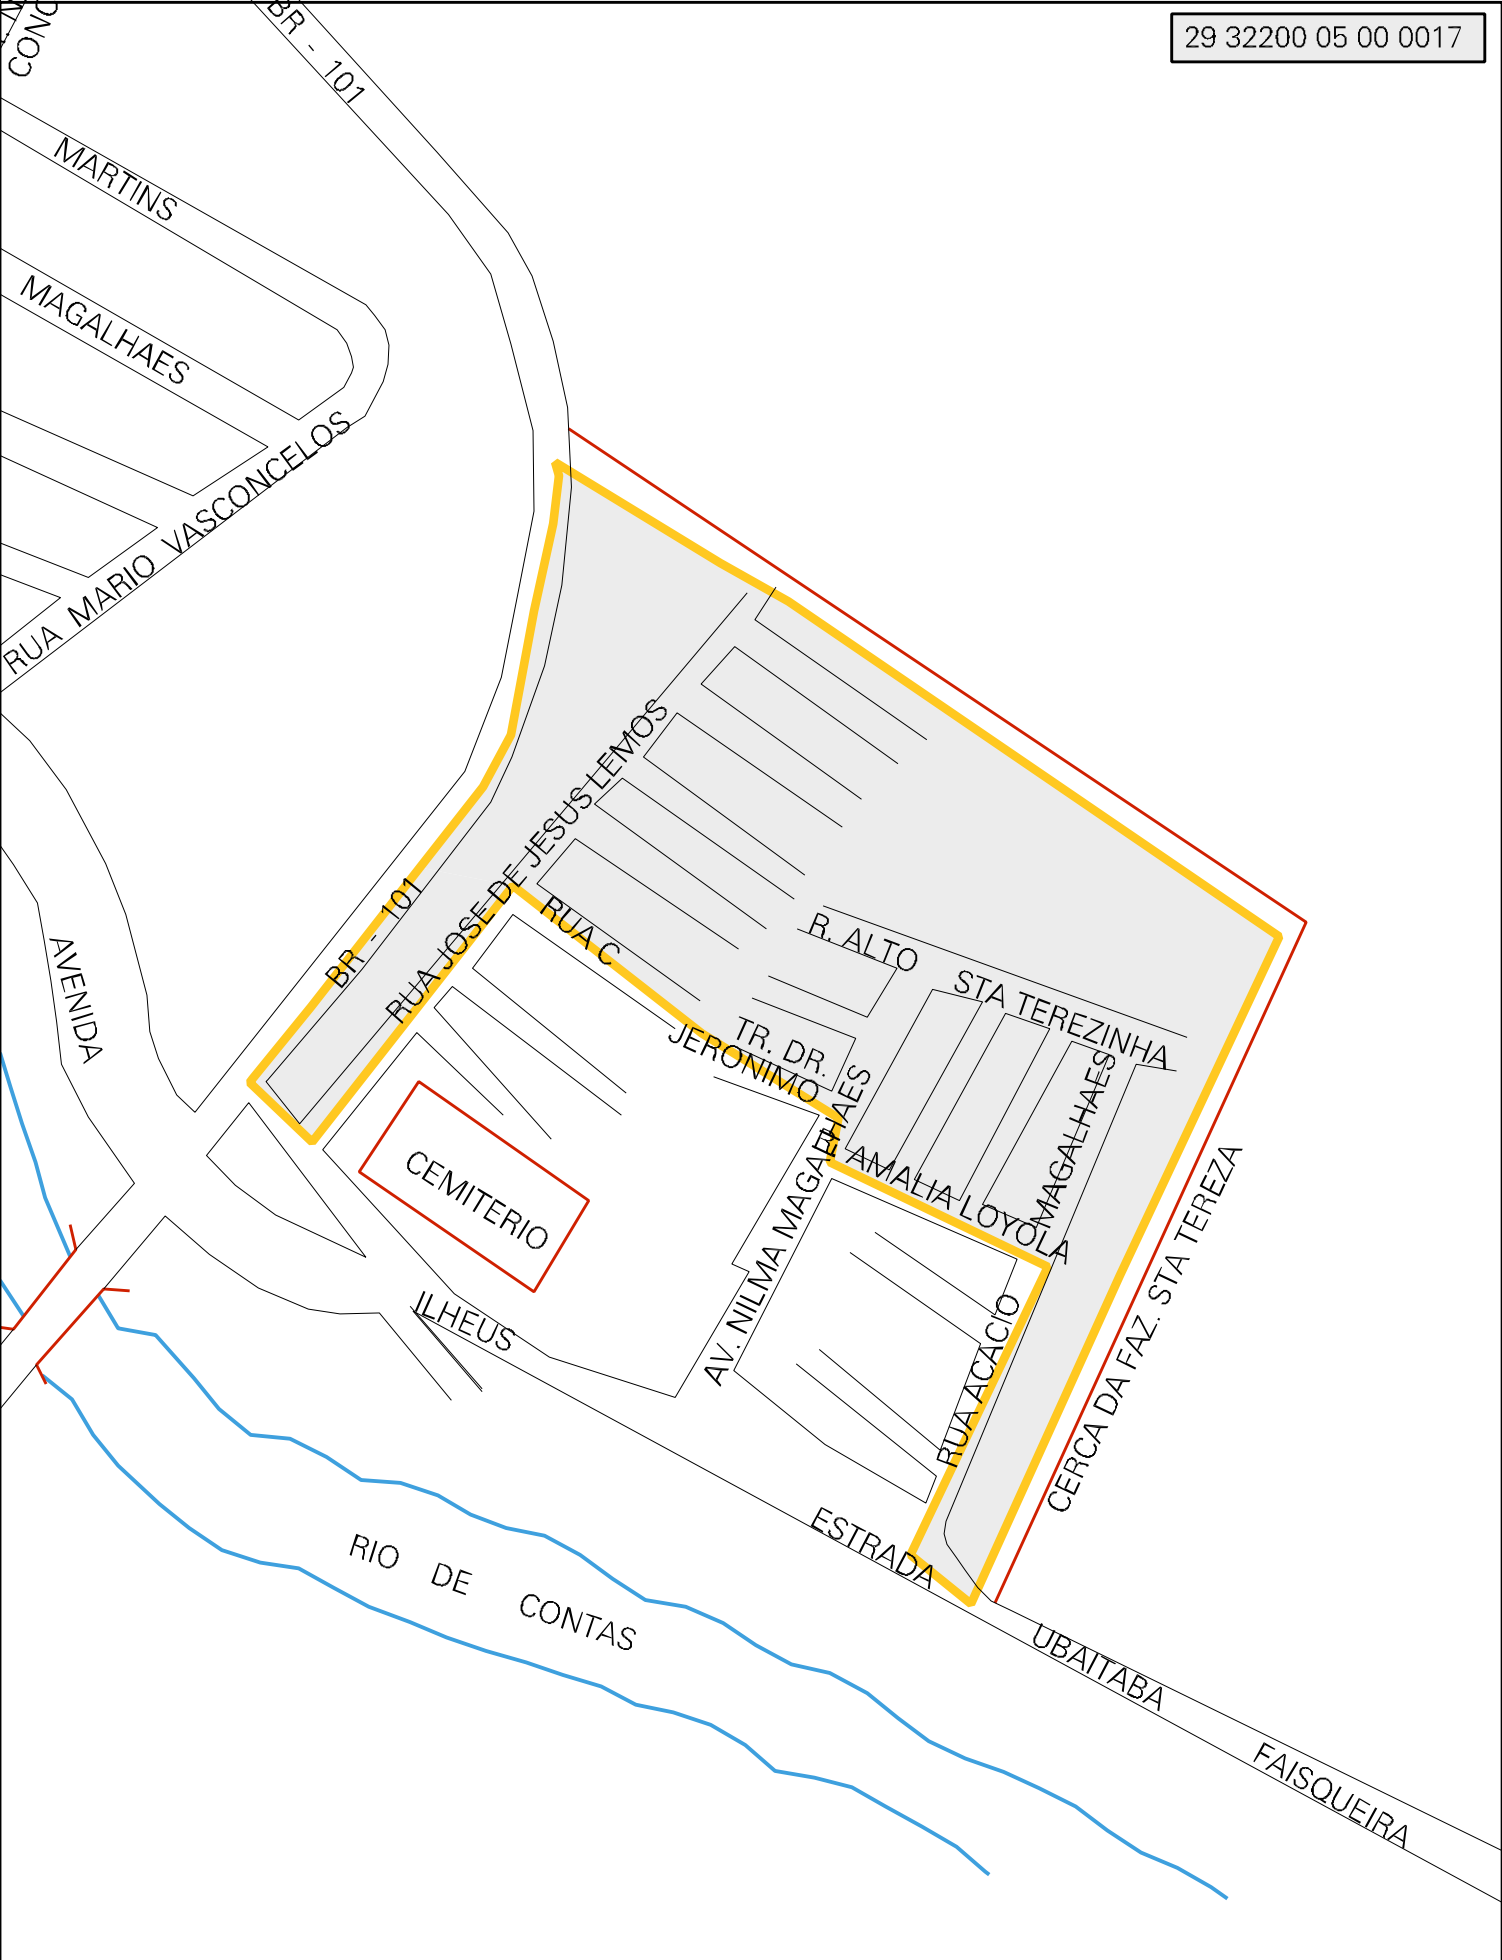 29 32200 05 00 0017
BR - 101
MARTINS
MAGALHAES
RUA MARIO VASCONCELOS
RUA JOSE DE JESUS LEMOS
BR - 101
RUA C
R. ALTO STA TEREZINHA
AVENIDA
TR. DR.
JERONIMO
MAGALHAES
R. AMALIA LOYOLA
CEMITERIO
AV. NILMA MAGALHAES
CERCA DA FAZ. STA TEREZA
ILHEUS
RUA ACACIO
ESTRADA
RIO DE CONTAS
UBAITABA
FAISQUEIRA